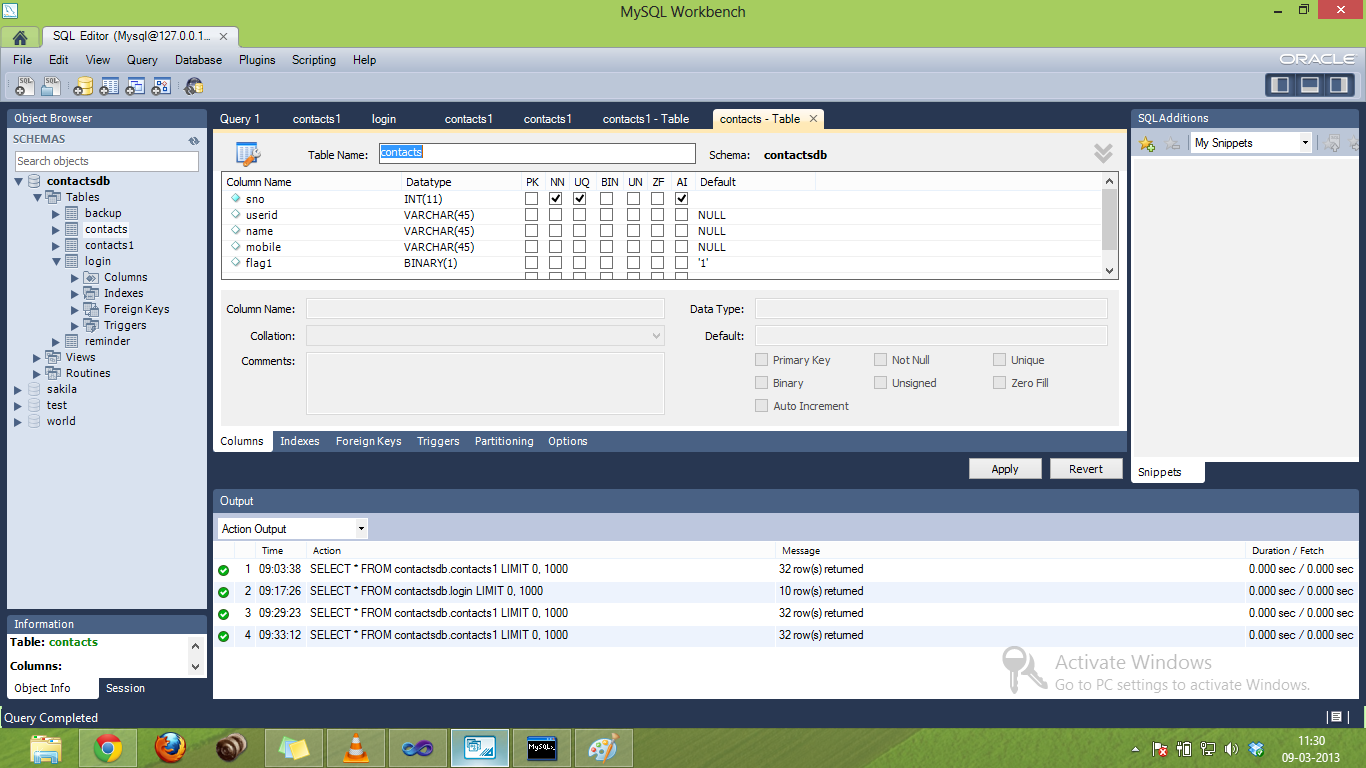 MySQL Workbench
SQL Editor (Mysql@127.0.0.1...
File Edit View Query Database Plugins Scripting Help
ORACLE
Object Browser
SCHEMAS
Search objects
contactsdb
Tables
backup
contacts
contacts1
login
Columns
Indexes
Foreign Keys
Triggers
reminder
Views
Routines
sakila
test
world
Information
Table: contacts
Columns:
Object Info Session
Query 1 contacts1 login contacts1 contacts1 contacts1 - Table contacts - Table
Table Name: contacts Schema: contactsdb
Column Name Datatype PK NN UQ BIN UN ZF AI Default
sno INT(11)
userid VARCHAR(45) NULL
name VARCHAR(45) NULL
mobile VARCHAR(45) NULL
flag1 BINARY(1) '1'
Column Name: Data Type:
Collation: Default:
Comments: Primary Key Not Null Unique
Binary Unsigned Zero Fill
Auto Increment
Columns Indexes Foreign Keys Triggers Partitioning Options
Apply Revert
SQLAdditions
My Snippets
Snippets
Output
Action Output
Time Action Message Duration / Fetch
1 09:03:38 SELECT * FROM contactsdb.contacts1 LIMIT 0, 1000 32 row(s) returned 0.000 sec / 0.000 sec
2 09:17:26 SELECT * FROM contactsdb.login LIMIT 0, 1000 10 row(s) returned 0.000 sec / 0.000 sec
3 09:29:23 SELECT * FROM contactsdb.contacts1 LIMIT 0, 1000 32 row(s) returned 0.000 sec / 0.000 sec
4 09:33:12 SELECT * FROM contactsdb.contacts1 LIMIT 0, 1000 32 row(s) returned 0.000 sec / 0.000 sec
Activate Windows
Go to PC settings to activate Windows.
Query Completed
11:30
09-03-2013